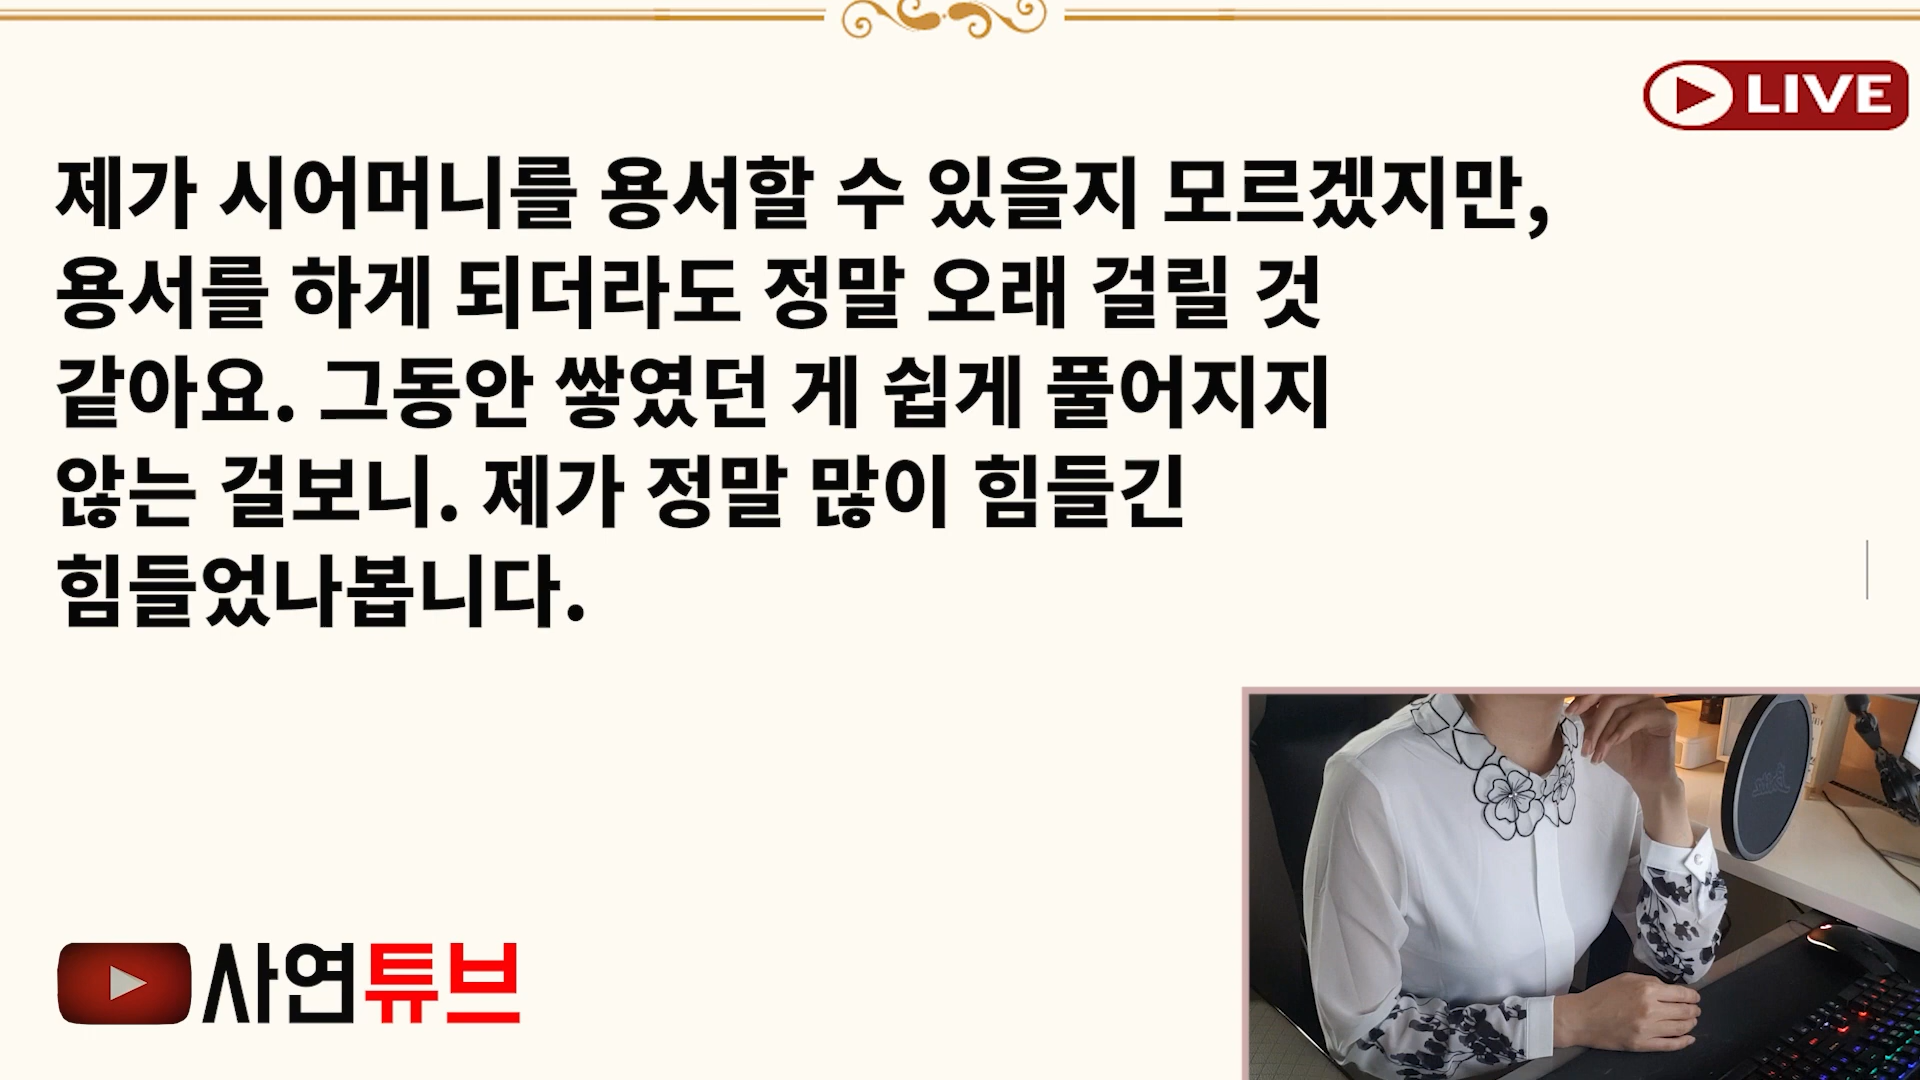 LIVE
제가 시어머니를 용서할 수 있을지 모르겠지만,
용서를 하게 되더라도 정말 오래 걸릴 것
같아요. 그동안 쌓였던 게 쉽게 풀어지지
않는 걸보니. 제가 정말 많이 힘들긴
힘들었나봅니다.
사연튜브